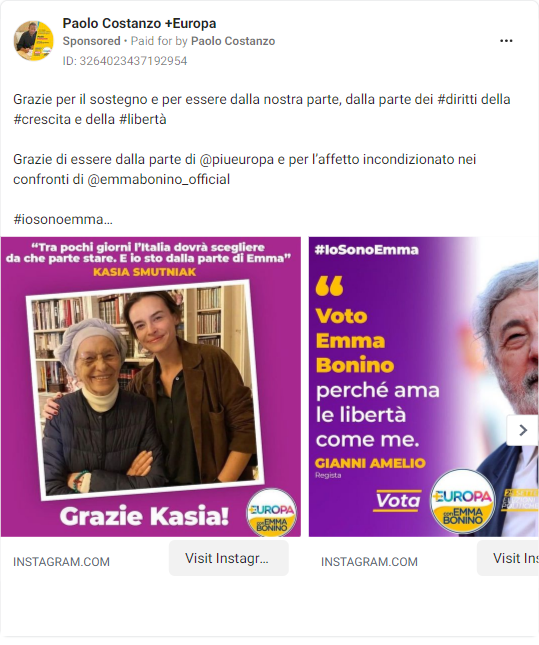 Paolo Costanzo +Europa
Sponsored • Paid for by Paolo Costanzo
ID: 3264023437192954
Grazie per il sostegno e per essere dalla nostra parte, dalla parte dei #diritti della
#crescita e della #libertà
Grazie di essere dalla parte di @piueuropa e per l'affetto incondizionato nei
confronti di @emmabonino_official
#iosonoemma...
“Tra pochi giorni l'Italia dovrà scegliere
da che parte stare. E io sto dalla parte di Emma”
KASIA SMUTNIAK
Grazie Kasia!
+EUROPA
CON EMMA
BONINO
INSTAGRAM.COM
Visit Instagr...
#IoSonoEmma
“
Voto
Emma
Bonino
perché ama
le libertà
come me.
GIANNI AMELIO
Regista
Vota
+EUROPA
CON EMMA
BONINO
INSTAGRAM.COM
Visit Ins